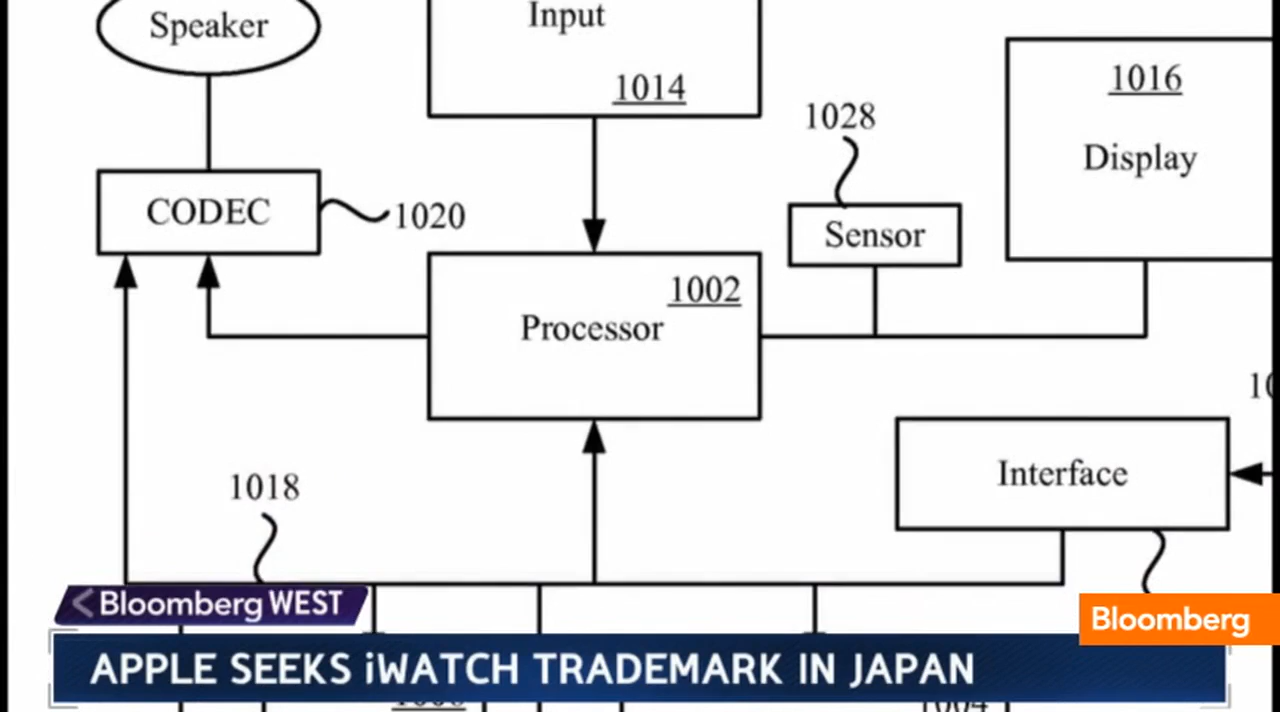 Speaker
Input
1014
1016
Display
1028
CODEC
1020
Sensor
1002
Processor
Interface
1018
Bloomberg WEST
Bloomberg
APPLE SEEKS iWATCH TRADEMARK IN JAPAN